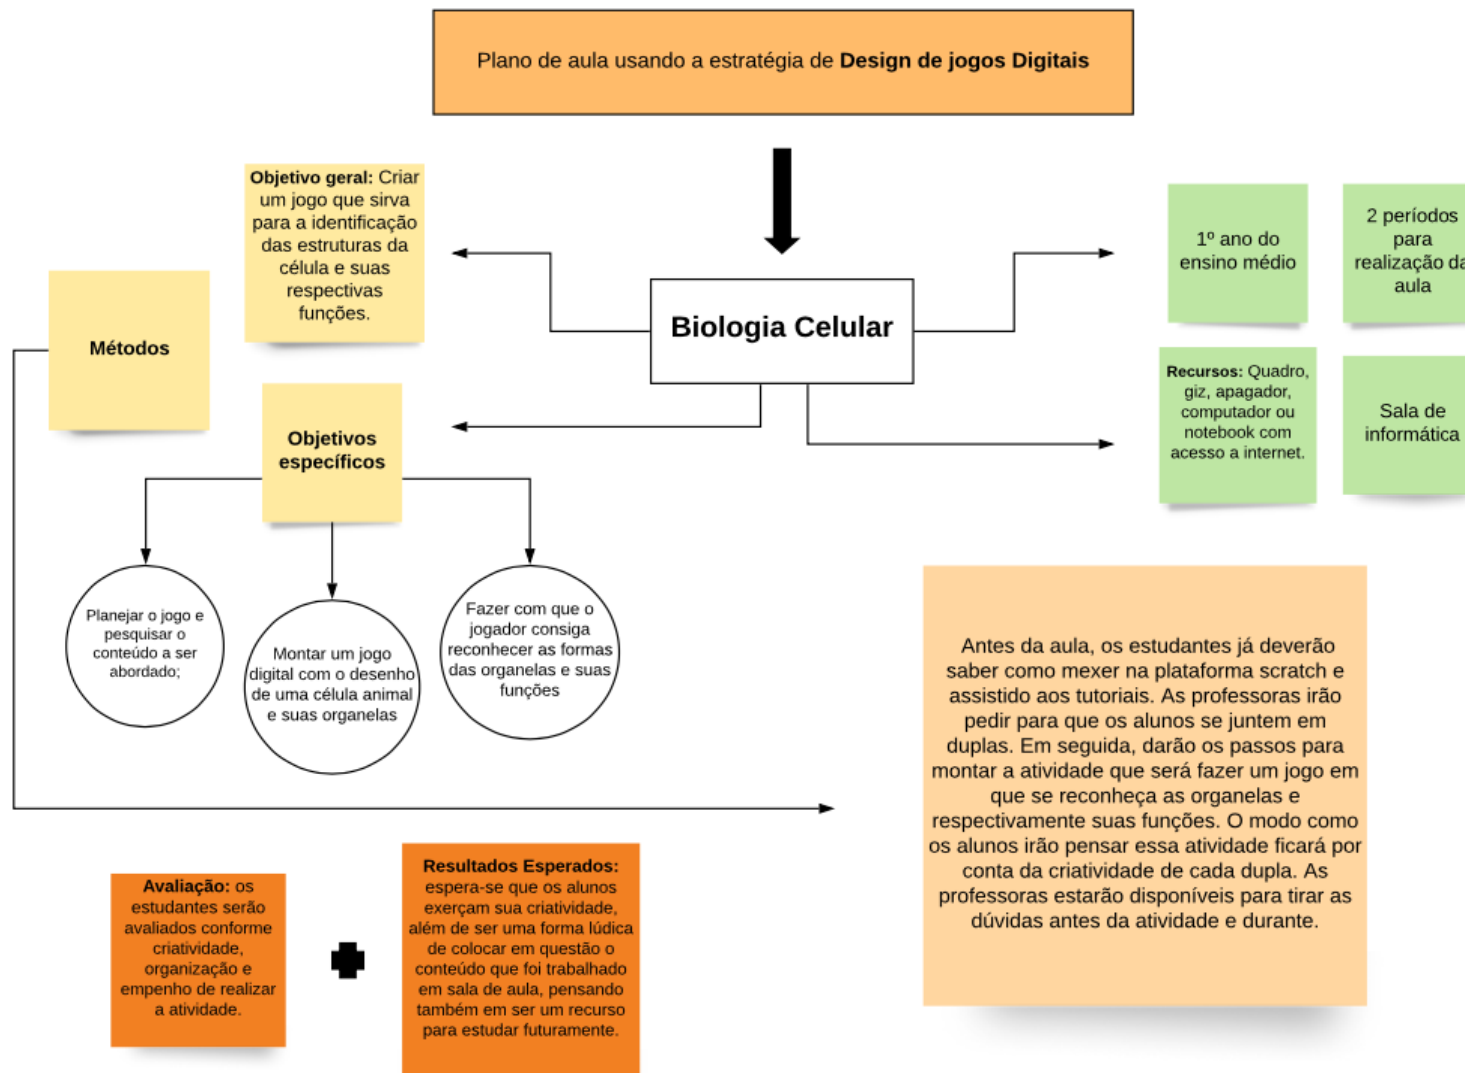 Plano de aula usando a estratégia de Design de jogos Digitais
Objetivo geral: Criar
um jogo que sirva
para a identificação
das estruturas da
célula e suas
respectivas
funções.
Biologia Celular
1º ano do
ensino médio
2 períodos
para
realização da
aula
Métodos
Recursos: Quadro,
giz, apagador,
computador ou
notebook com
acesso a internet.
Sala de
informática
Objetivos
específicos
Planejar o jogo e
pesquisar o
conteúdo a ser
abordado;
Montar um jogo
digital com o desenho
de uma célula animal
e suas organelas
Fazer com que o
jogador consiga
reconhecer as formas
das organelas e suas
funções
Antes da aula, os estudantes já deverão
saber como mexer na plataforma scratch e
assistido aos tutoriais. As professoras irão
pedir para que os alunos se juntem em
duplas. Em seguida, darão os passos para
montar a atividade que será fazer um jogo em
que se reconheça as organelas e
respectivamente suas funções. O modo como
os alunos irão pensar essa atividade ficará por
conta da criatividade de cada dupla. As
professoras estarão disponíveis para tirar as
dúvidas antes da atividade e durante.
Avaliação: os
estudantes serão
avaliados conforme
criatividade,
organização e
empenho de realizar
a atividade.
Resultados Esperados:
espera-se que os alunos
exerçam sua criatividade,
além de ser uma forma lúdica
de colocar em questão o
conteúdo que foi trabalhado
em sala de aula, pensando
também em ser um recurso
para estudar futuramente.